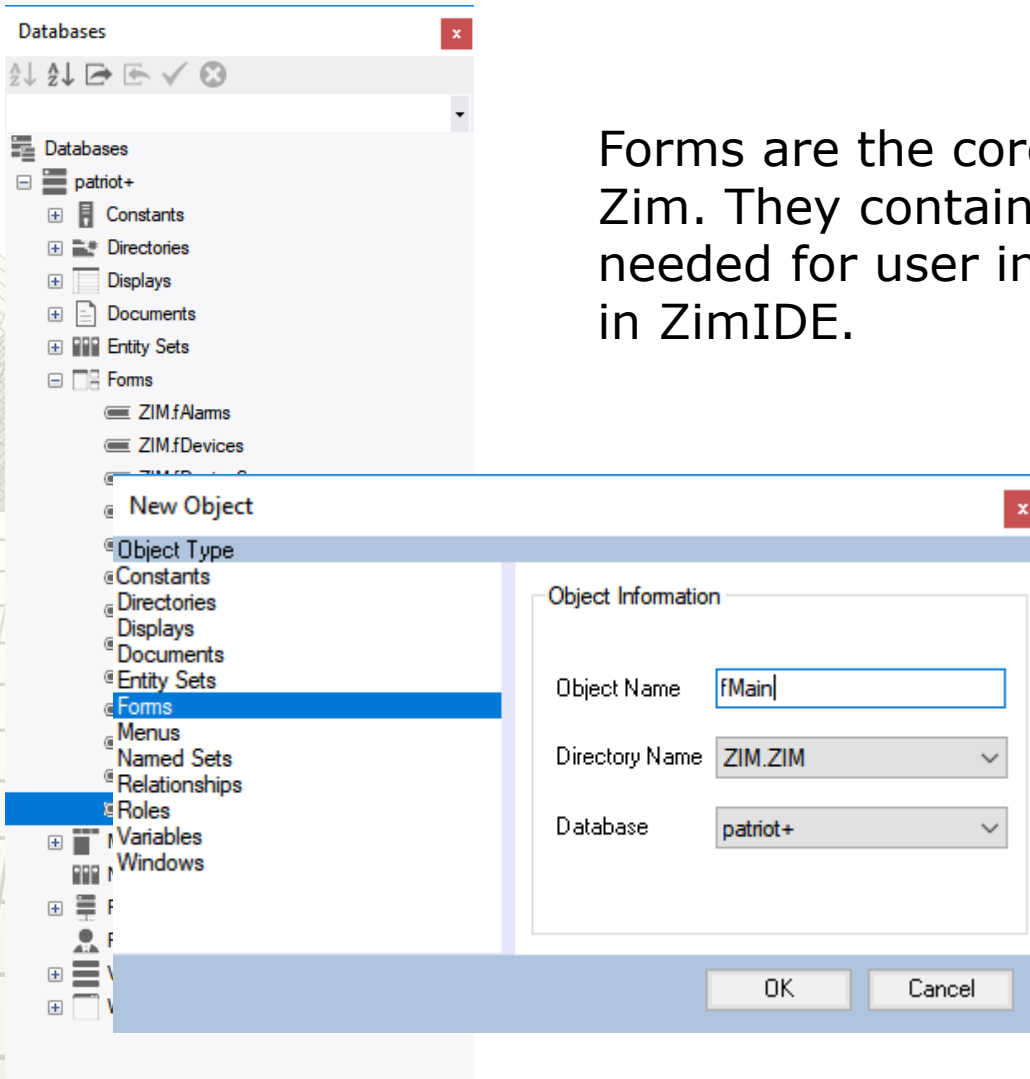 Databases
Databases
patriot+
Constants
Directories
Displays
Documents
Entity Sets
Forms
ZIM.fAlarms
ZIM.fDevices
Forms are the
Zim. They contain
needed for user
in ZimIDE.
New Object
Object Type
Constants
Directories
Displays
Documents
Entity Sets
Forms
Menus
Named Sets
Relationships
Roles
Variables
Windows
Object Information
Object Name fMain
Directory Name ZIM.ZIM
Database patriot+
OK Cancel